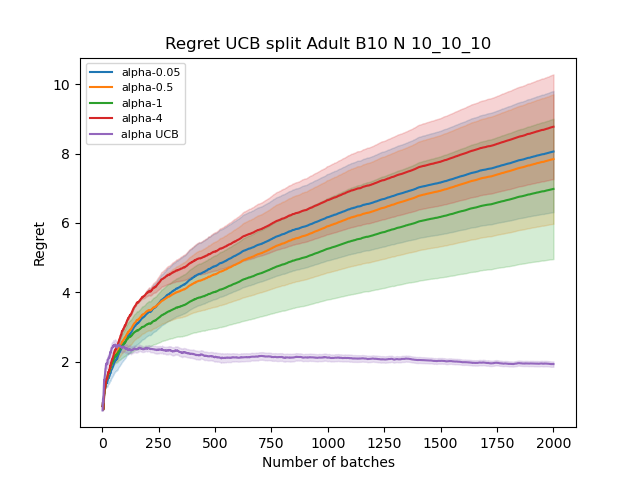 Regret UCB split Adult B10 N 10_10_10
alpha-0.05
alpha-0.5
alpha-1
alpha-4
alpha UCB
10
8
6
4
2
Regret
0 250 500 750 1000 1250 1500 1750 2000
Number of batches